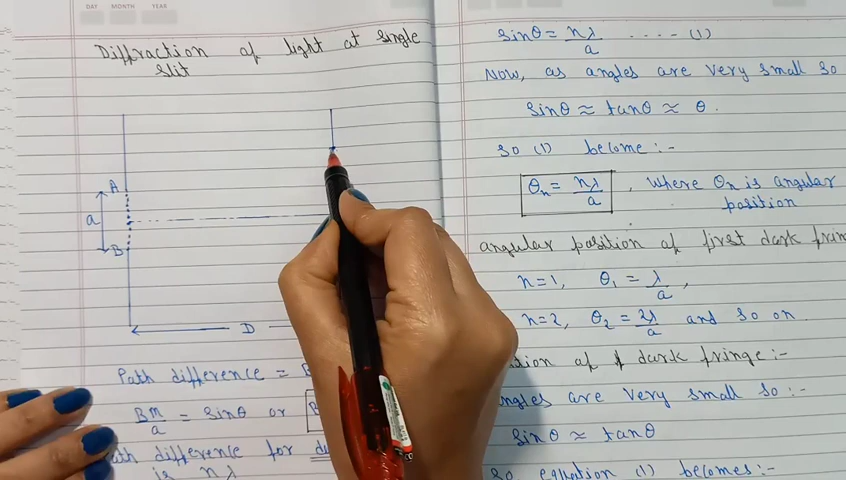 DAY MONTH YEAR
Diffraction of light at single
slit
A
a
B
D
Path difference =
BM/a = sinθ or
Path difference for
is nλ
sinθ = nλ/a ..... (1)
Now, as angles are very small so
sinθ ≈ tanθ ≈ θ.
so (1) become :-
θn = nλ/a , where θn is angular
position
angular position of first dark
n=1, θ1 = λ/a ,
n=2, θ2 = 2λ/a and so on
of dark fringe :-
are very small so :-
sinθ ≈ tanθ
so, equation (1) becomes :-